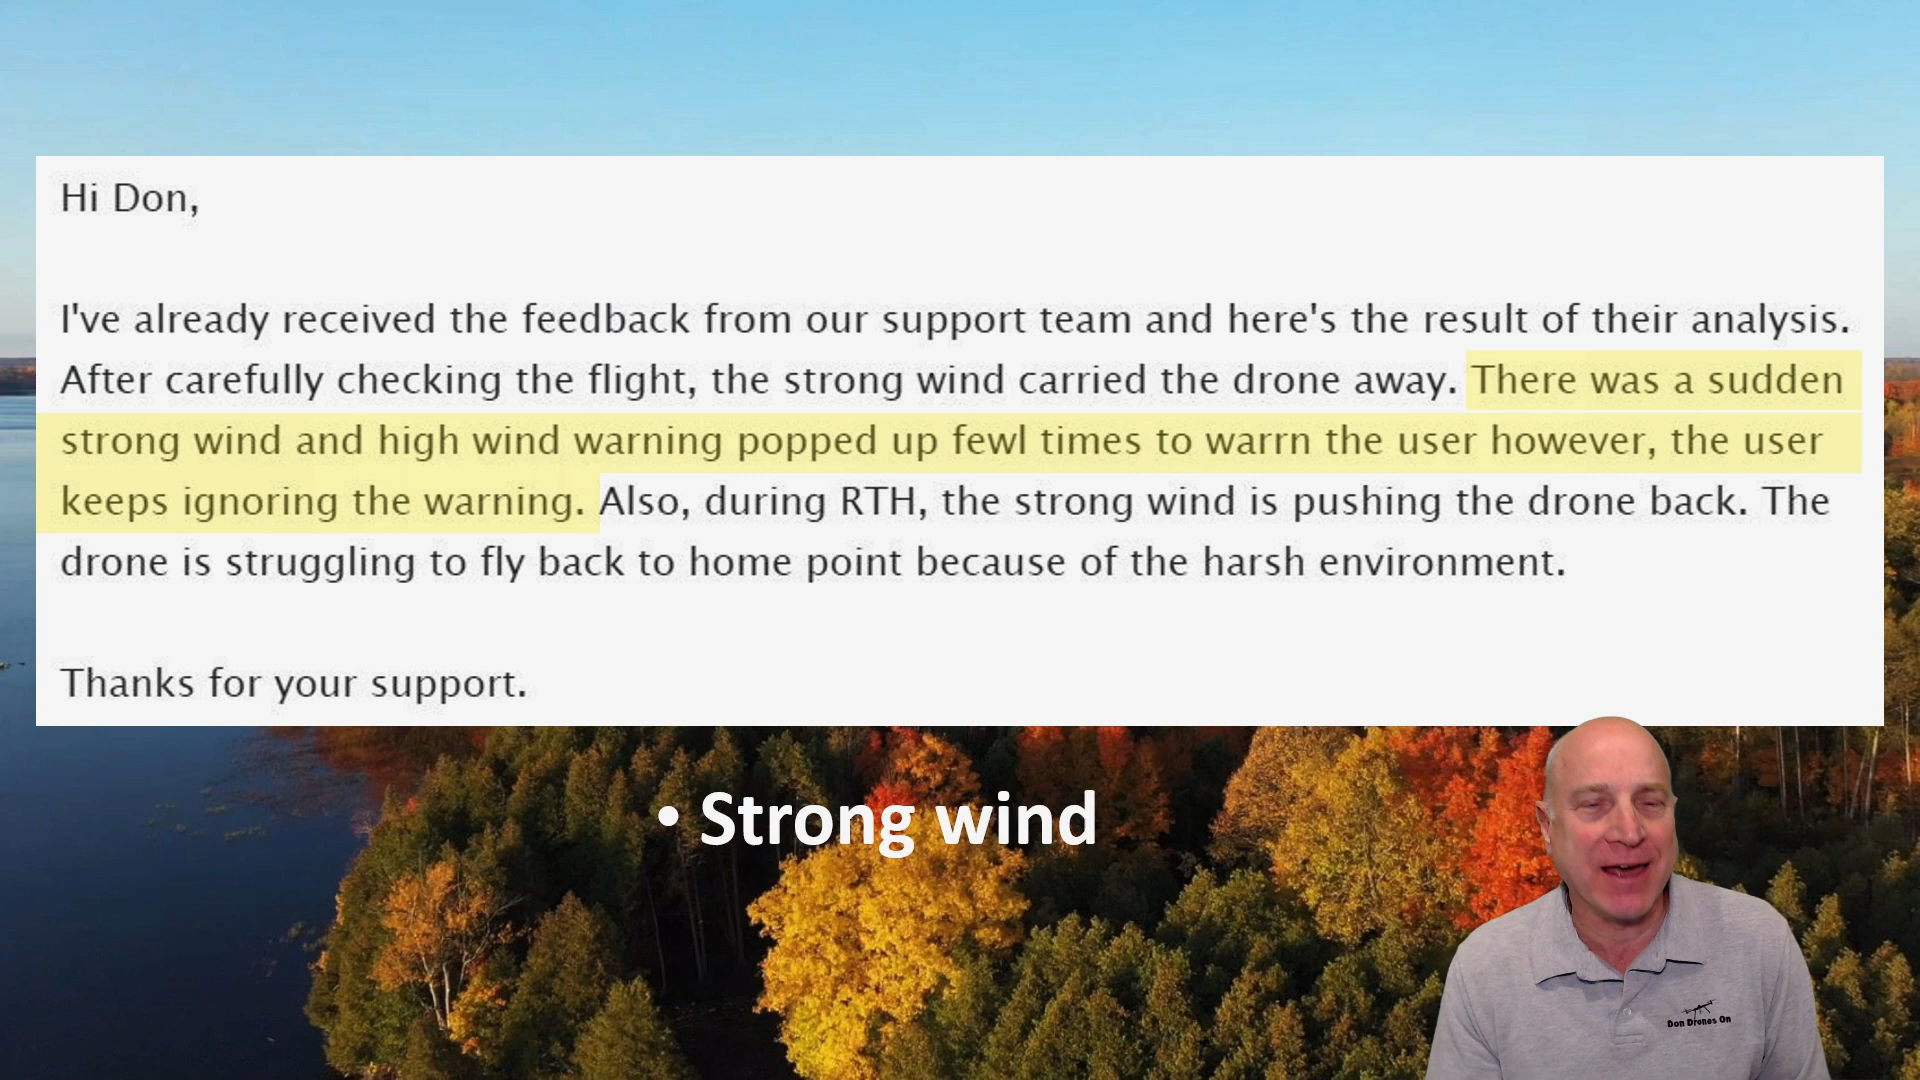 Hi Don,
I've already received the feedback from our support team and here's the result of their analysis.
After carefully checking the flight, the strong wind carried the drone away. There was a sudden
strong wind and high wind warning popped up fewl times to warrn the user however, the user
keeps ignoring the warning. Also, during RTH, the strong wind is pushing the drone back. The
drone is struggling to fly back to home point because of the harsh environment.
Thanks for your support.
• Strong wind
Don Drones On